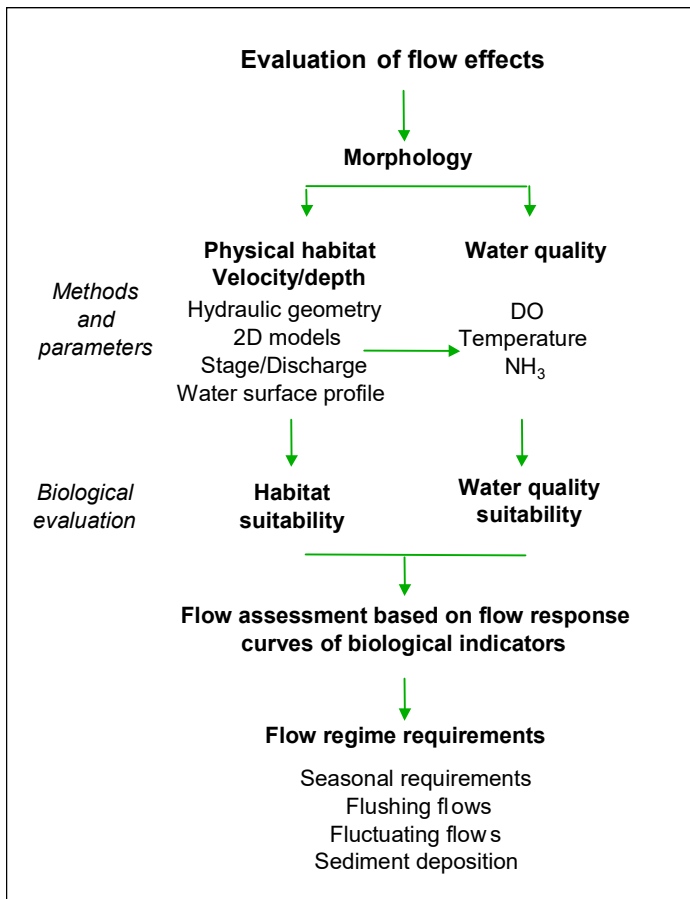 Evaluation of flow effects
Morphology
Physical habitat
Velocity/depth
Water quality
Methods
and
parameters
Hydraulic geometry
2D models
Stage/Discharge
Water surface profile
DO
Temperature
NH₃
Biological
evaluation
Habitat
suitability
Water quality
suitability
Flow assessment based on flow response
curves of biological indicators
Flow regime requirements
Seasonal requirements
Flushing flows
Fluctuating flows
Sediment deposition